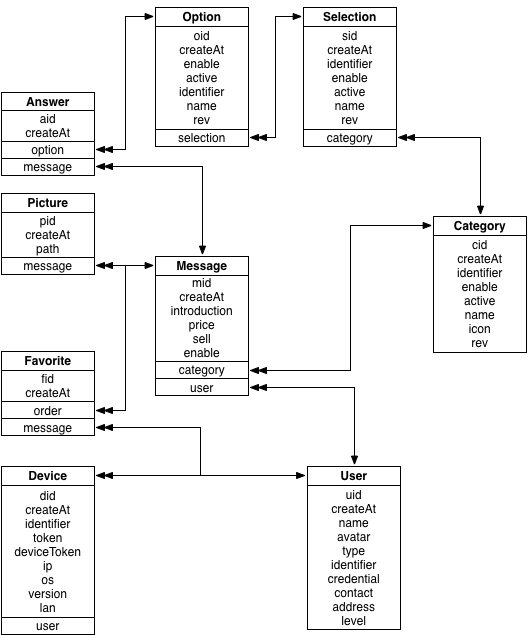 Option
oid
createAt
enable
active
identifier
name
rev
selection
Selection
sid
createAt
identifier
enable
active
name
rev
category
Answer
aid
createAt
option
message
Picture
pid
createAt
path
message
Message
mid
createAt
introduction
price
sell
enable
category
user
Category
cid
createAt
identifier
enable
active
name
icon
rev
Favorite
fid
createAt
order
message
Device
did
createAt
identifier
token
deviceToken
ip
os
version
lan
user
User
uid
createAt
name
avatar
type
identifier
credential
contact
address
level